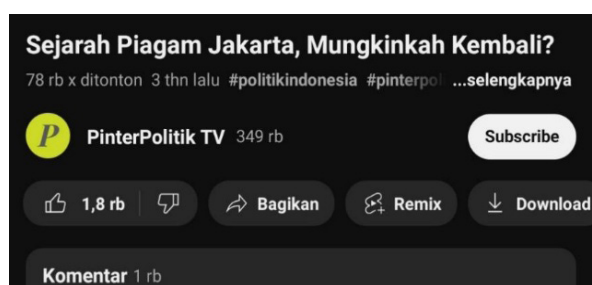 Sejarah Piagam Jakarta, Mungkinkah Kembali?
78 rb x ditonton 3 thn lalu #politikindonesia #pinterpol ...selengkapnya
P PinterPolitik TV 349 rb Subscribe
1,8 rb Bagikan Remix Download
Komentar 1 rb